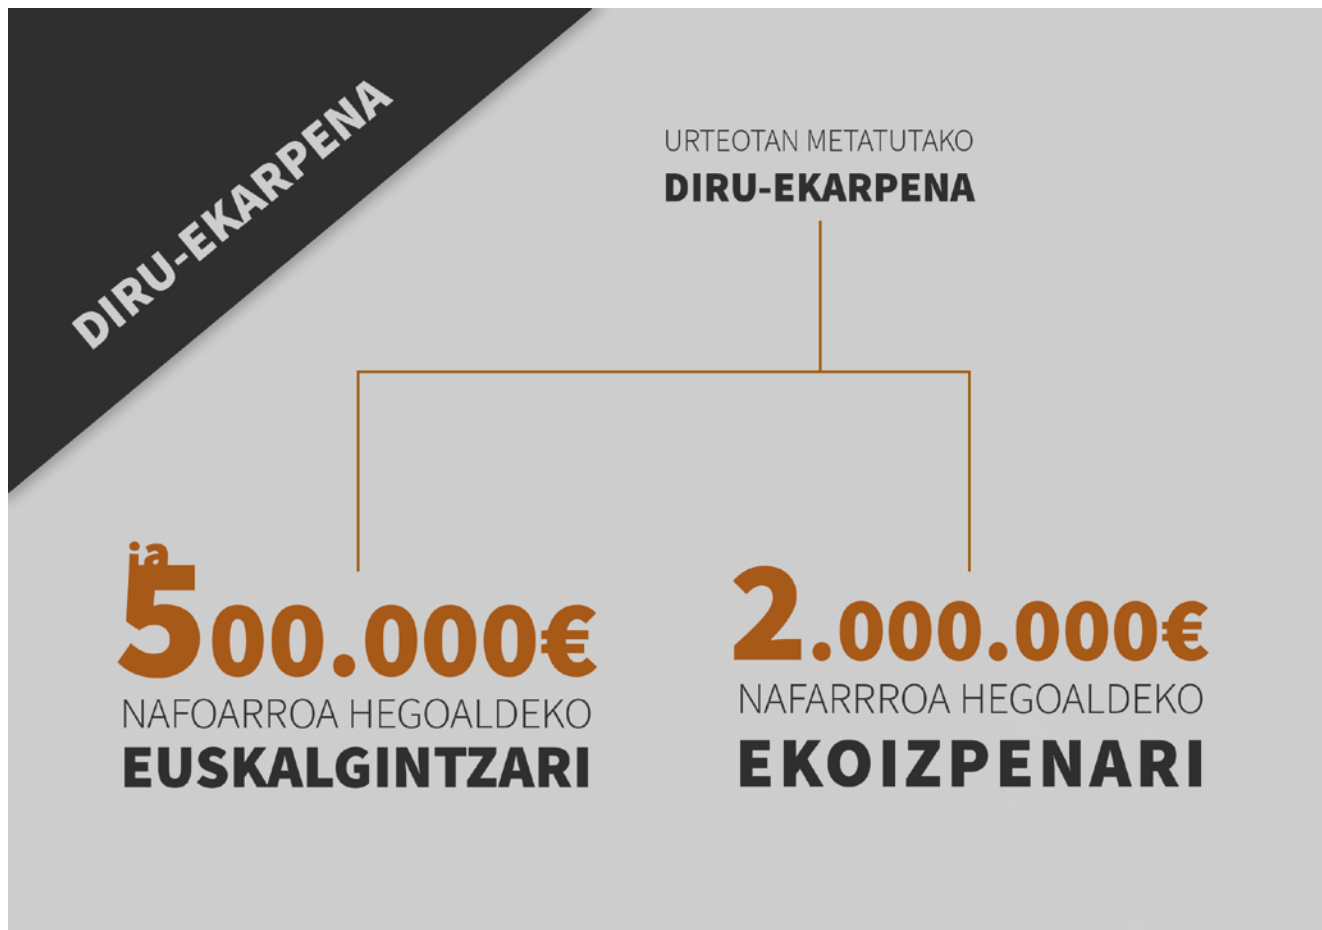 DIRU-EKARPENA
URTEOTAN METATUTAKO
DIRU-EKARPENA
ia
500.000€
NAFOARROA HEGOALDEKO
EUSKALGINTZARI
2.000.000€
NAFARRROA HEGOALDEKO
EKOIZPENARI